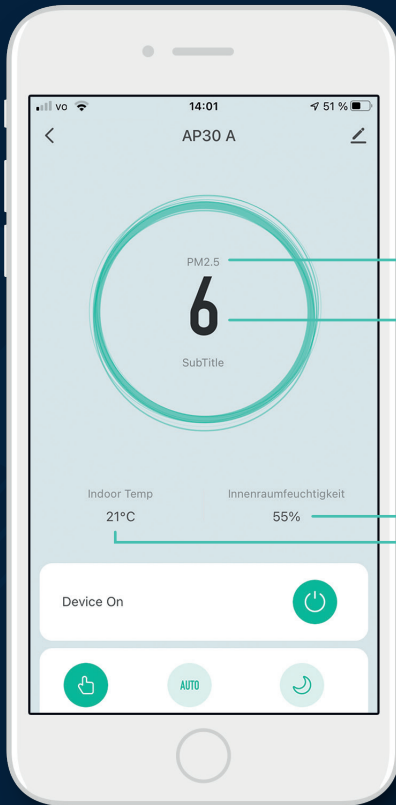 vo 14:01 51 %
AP30 A
PM2.5
6
SubTitle
Indoor Temp Innenraumfeuchtigkeit
21°C 55%
Device On
AUTO